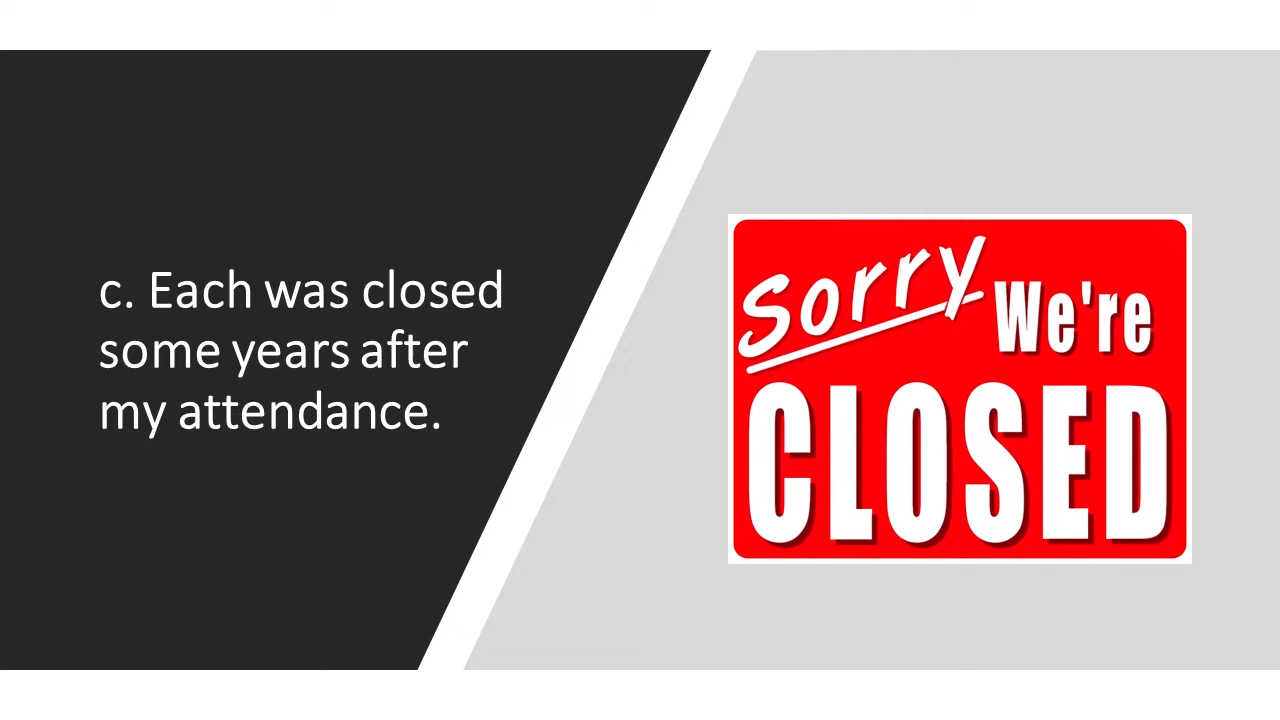 c. Each was closed
some years after
my attendance.
Sorry We're
CLOSED